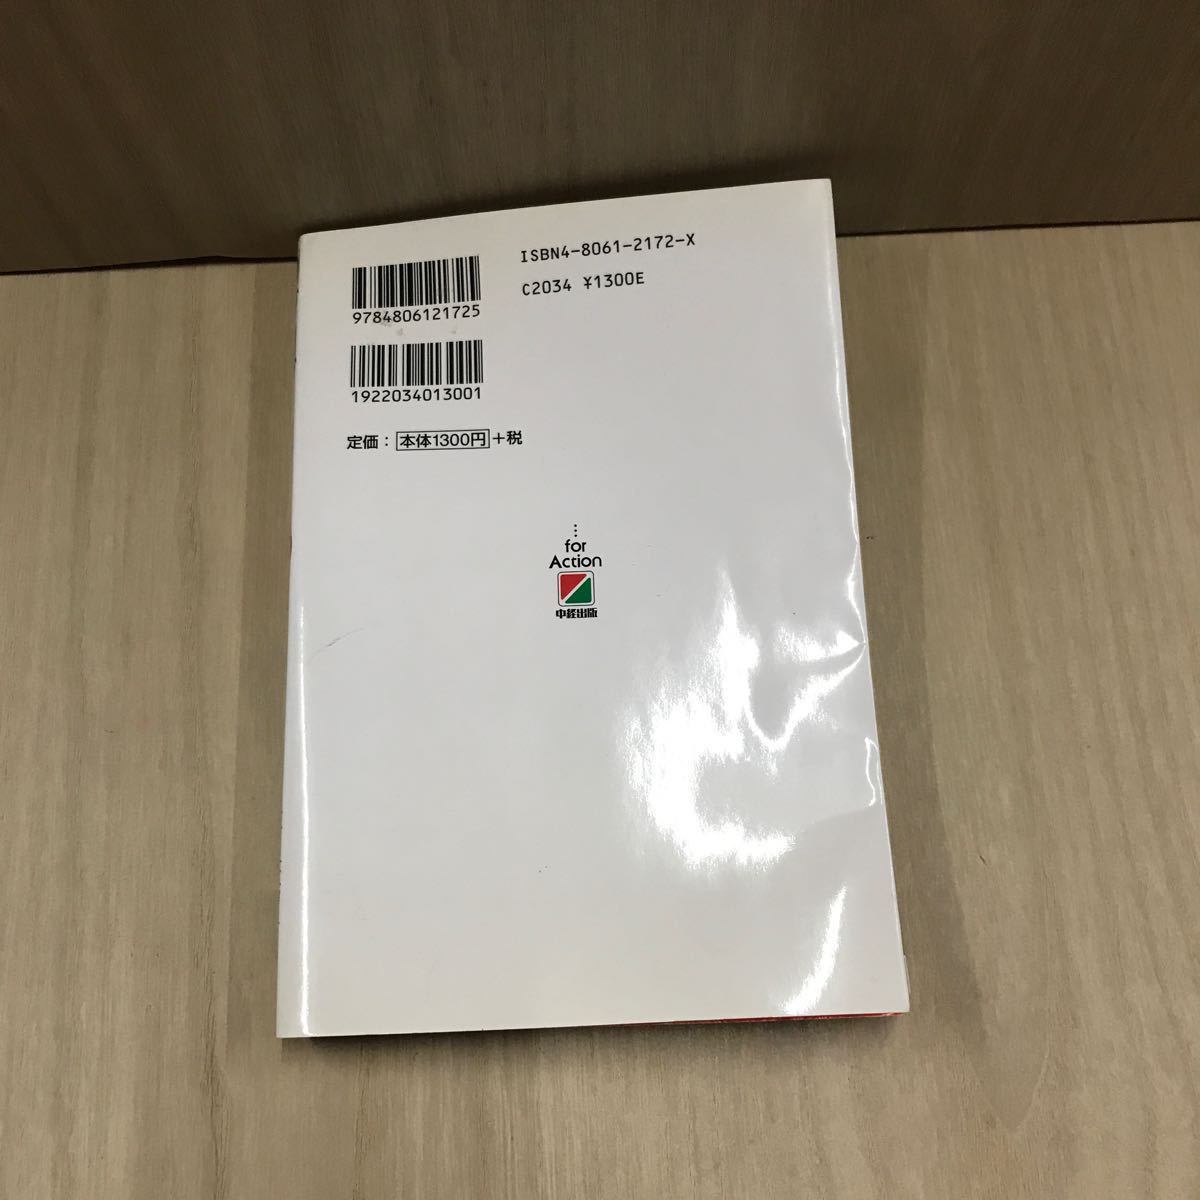 ISBN4-8061-2172-X
C2034 ¥1300E
9784806121725
1922034013001
定価：本体1300円+税
…for
Action
中経出版